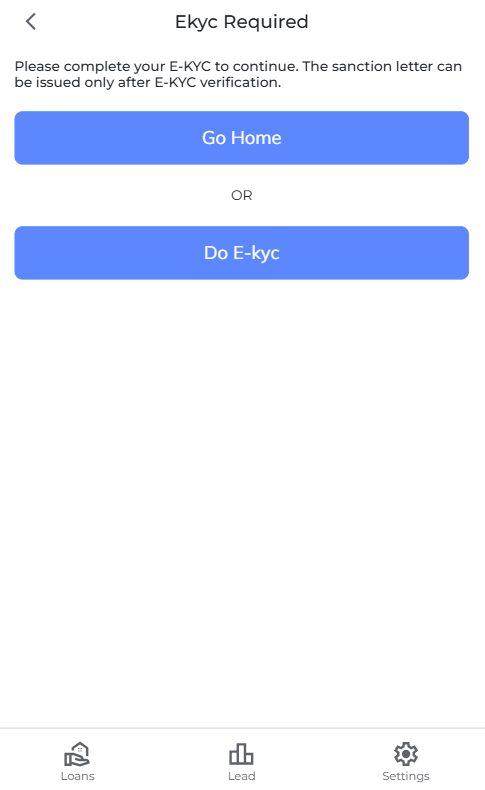 Ekyc Required
Please complete your E-KYC to continue. The sanction letter can
be issued only after E-KYC verification.
Go Home
OR
Do E-kyc
Loans
Lead
Settings